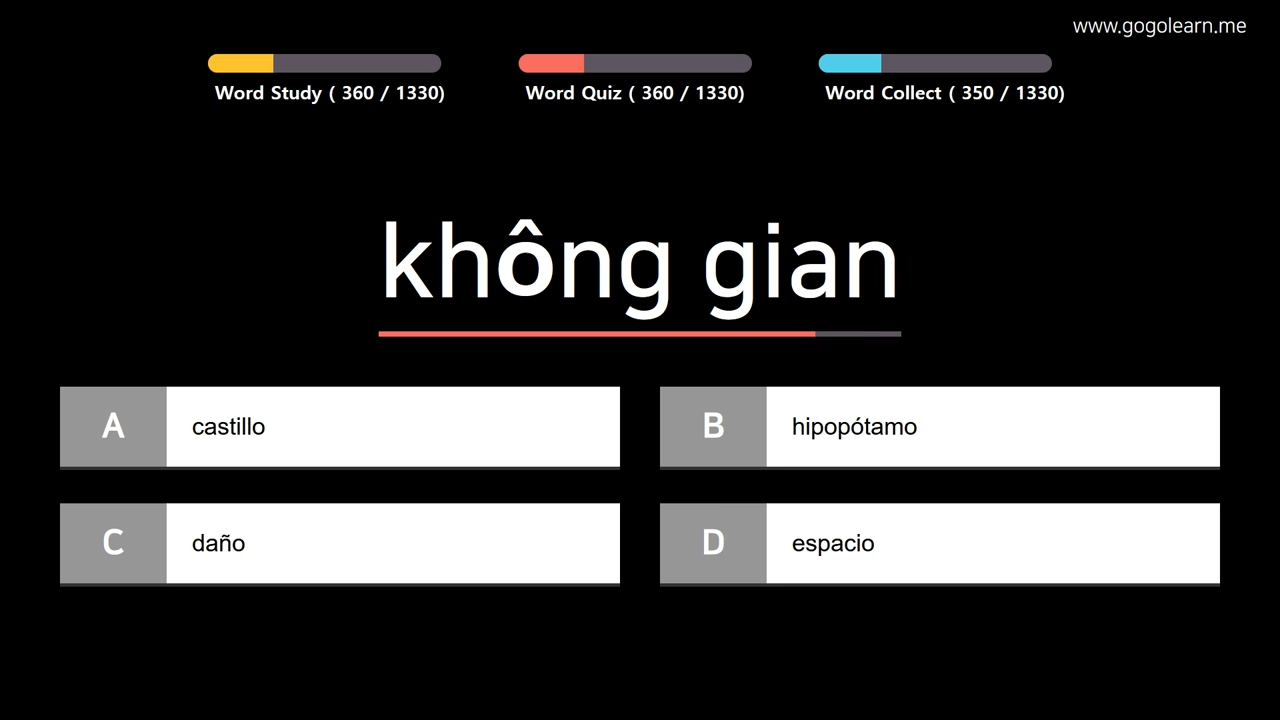 www.gogolearn.me
Word Study ( 360 / 1330)
Word Quiz ( 360 / 1330)
Word Collect ( 350 / 1330)
không gian
A castillo
B hipopótamo
C daño
D espacio